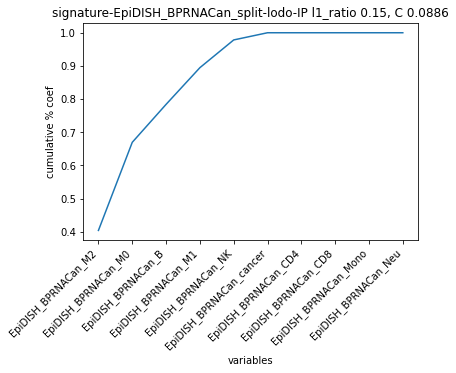 signature-EpiDISH_BPRNACan_split-lodo-IP l1_ratio 0.15, C 0.0886
1.0
0.9
0.8
0.7
0.6
0.5
0.4
cumulative % coef
EpiDISH_BPRNACan_M2
EpiDISH_BPRNACan_M0
EpiDISH_BPRNACan_B
EpiDISH_BPRNACan_M1
EpiDISH_BPRNACan_NK
EpiDISH_BPRNACan_cancer
EpiDISH_BPRNACan_CD4
EpiDISH_BPRNACan_CD8
EpiDISH_BPRNACan_Mono
EpiDISH_BPRNACan_Neu
variables